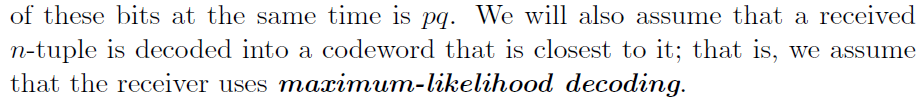 of these bits at the same time is pq. We will also assume that a received
n-tuple is decoded into a codeword that is closest to it; that is, we assume
that the receiver uses maximum-likelihood decoding.